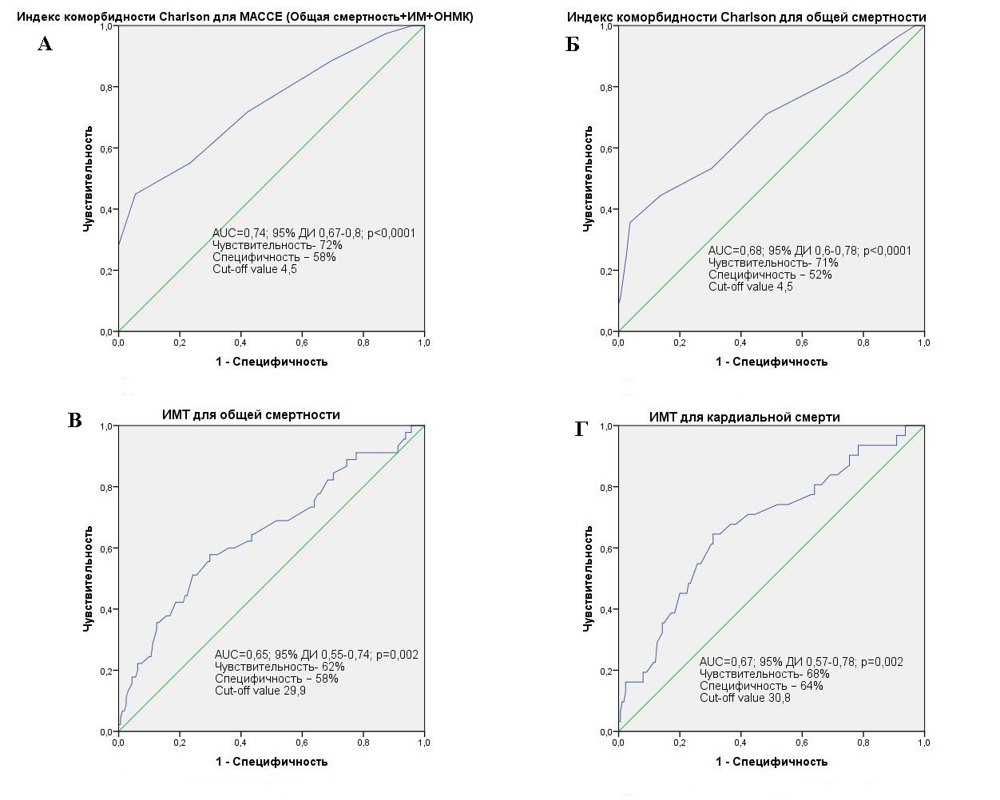 Индекс коморбидности Charlson для MACCE (Общая смертность+ИМ+ОНМК)
А
1,0
0,8
0,6
0,4
0,2
0,0
Чувствительность
AUC=0,74; 95% ДИ 0,67-0,8; p<0,0001
Чувствительность- 72%
Специфичность – 58%
Cut-off value 4,5
0,0 0,2 0,4 0,6 0,8 1,0
1 - Специфичность
Индекс коморбидности Charlson для общей смертности
Б
1,0
0,8
0,6
0,4
0,2
0,0
Чувствительность
AUC=0,68; 95% ДИ 0,6-0,78; p<0,0001
Чувствительность- 71%
Специфичность – 52%
Cut-off value 4,5
0,0 0,2 0,4 0,6 0,8 1,0
1 - Специфичность
ИМТ для общей смертности
В
1,0
0,8
0,6
0,4
0,2
0,0
Чувствительность
AUC=0,65; 95% ДИ 0,55-0,74; p=0,002
Чувствительность- 62%
Специфичность – 58%
Cut-off value 29,9
0,0 0,2 0,4 0,6 0,8 1,0
1 - Специфичность
ИМТ для кардиальной смерти
Г
1,0
0,8
0,6
0,4
0,2
0,0
Чувствительность
AUC=0,67; 95% ДИ 0,57-0,78; p=0,002
Чувствительность- 68%
Специфичность – 64%
Cut-off value 30,8
0,0 0,2 0,4 0,6 0,8 1,0
1 - Специфичность